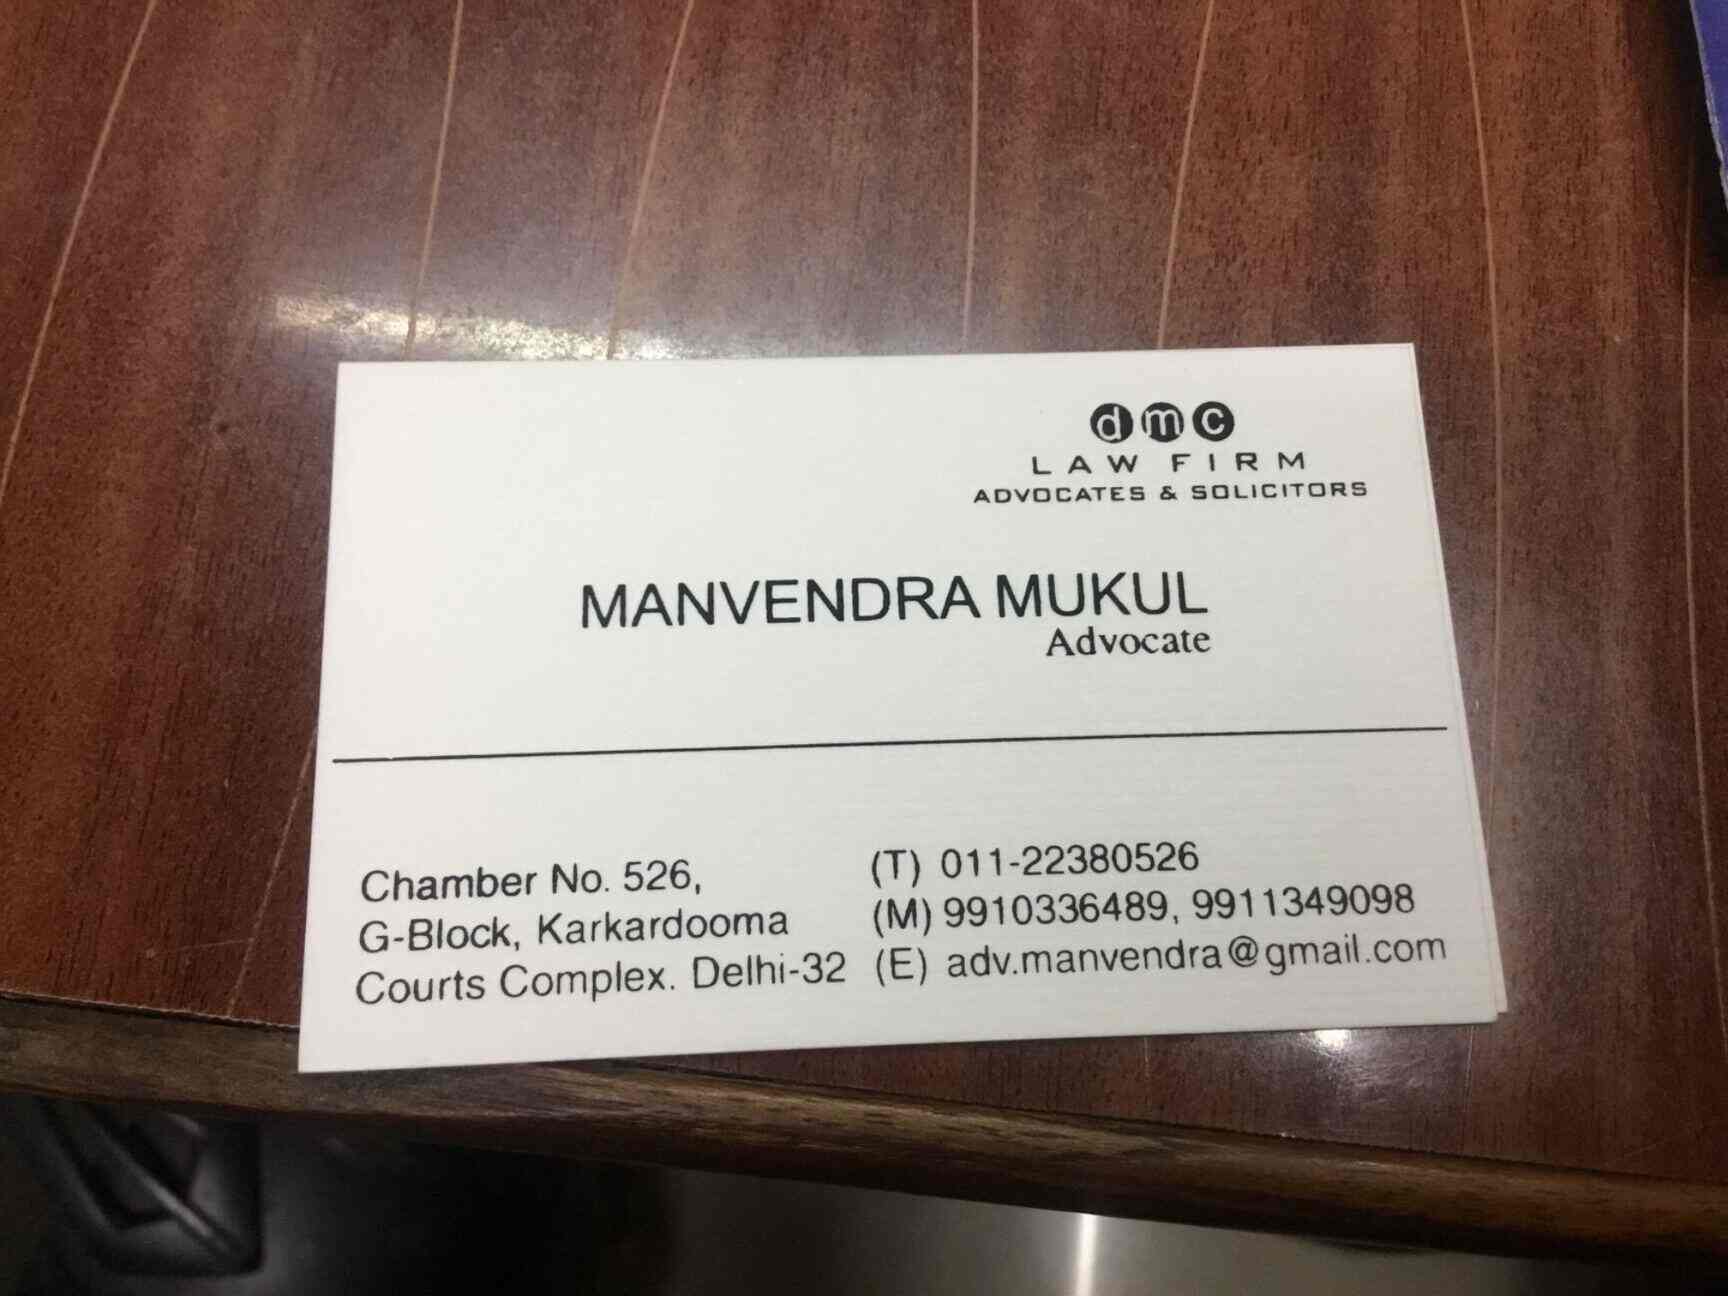 dmc
LAW FIRM
ADVOCATES & SOLICITORS
MANVENDRA MUKUL
Advocate
Chamber No. 526,
G-Block, Karkardooma
Courts Complex. Delhi-32
(T) 011-22380526
(M) 9910336489, 9911349098
(E) adv.manvendra@gmail.com